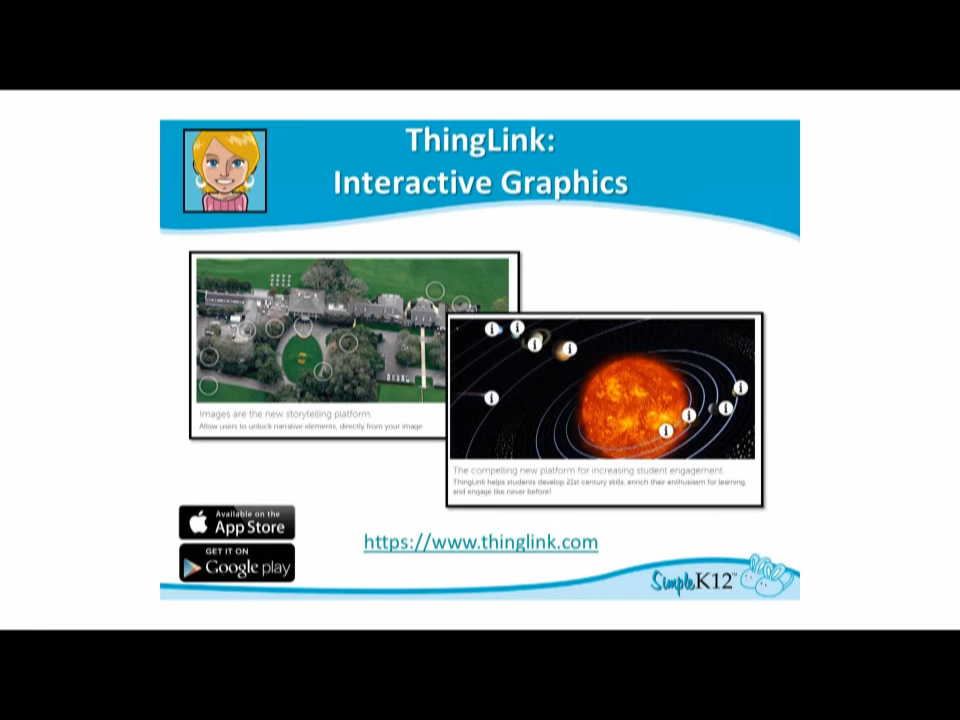 ThingLink:
Interactive Graphics
Images are the new storytelling platform.
Allow users to unlock narrative elements, directly from your image.
The compelling new platform for increasing student engagement
ThingLink helps students develop 21st century skills, enrich their enthusiasm for learning,
and engage like never before!
Available on the
App Store
GET IT ON
Google play
https://www.thinglink.com
SimpleK12™